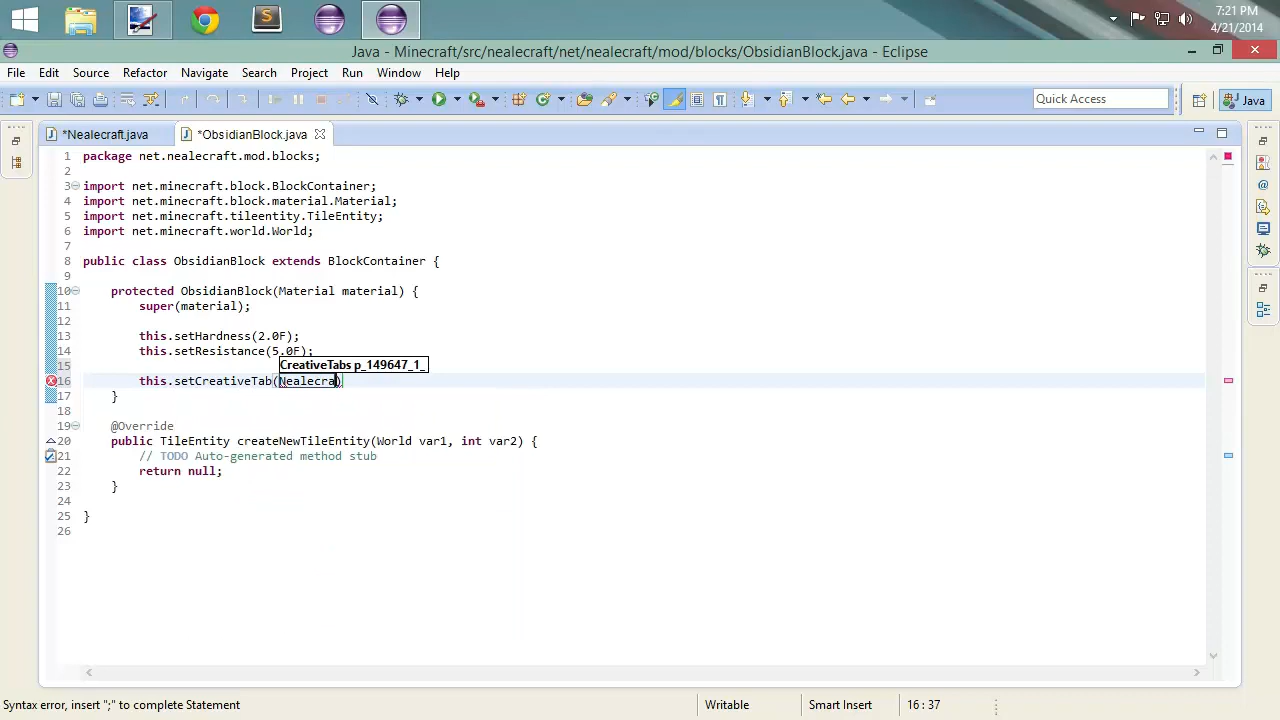 7:21 PM
4/21/2014
Java - Minecraft/src/nealecraft/net/nealecraft/mod/blocks/ObsidianBlock.java - Eclipse
File Edit Source Refactor Navigate Search Project Run Window Help
Quick Access
Java
*Nealecraft.java
*ObsidianBlock.java
1 package net.nealecraft.mod.blocks;
2
3 import net.minecraft.block.BlockContainer;
4 import net.minecraft.block.material.Material;
5 import net.minecraft.tileentity.TileEntity;
6 import net.minecraft.world.World;
7
8 public class ObsidianBlock extends BlockContainer {
9
10 protected ObsidianBlock(Material material) {
11 super(material);
12
13 this.setHardness(2.0F);
14 this.setResistance(5.0F);
15 CreativeTabs p_149647_1_
16 this.setCreativeTab(Nealecra)
17 }
18
19 @Override
20 public TileEntity createNewTileEntity(World var1, int var2) {
21 // TODO Auto-generated method stub
22 return null;
23 }
24
25 }
26
Syntax error, insert ";" to complete Statement
Writable
Smart Insert
16 : 37